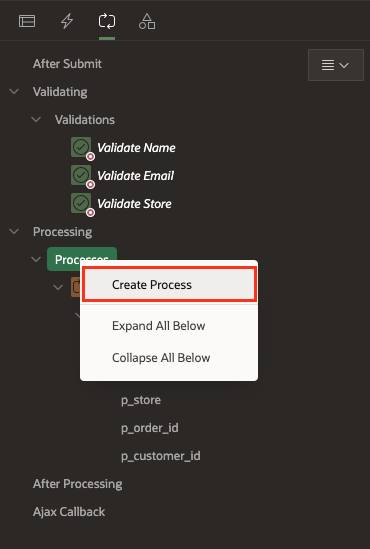 After Submit
Validating
Validations
Validate Name
Validate Email
Validate Store
Processing
Processes
Create Process
Expand All Below
Collapse All Below
p_store
p_order_id
p_customer_id
After Processing
Ajax Callback